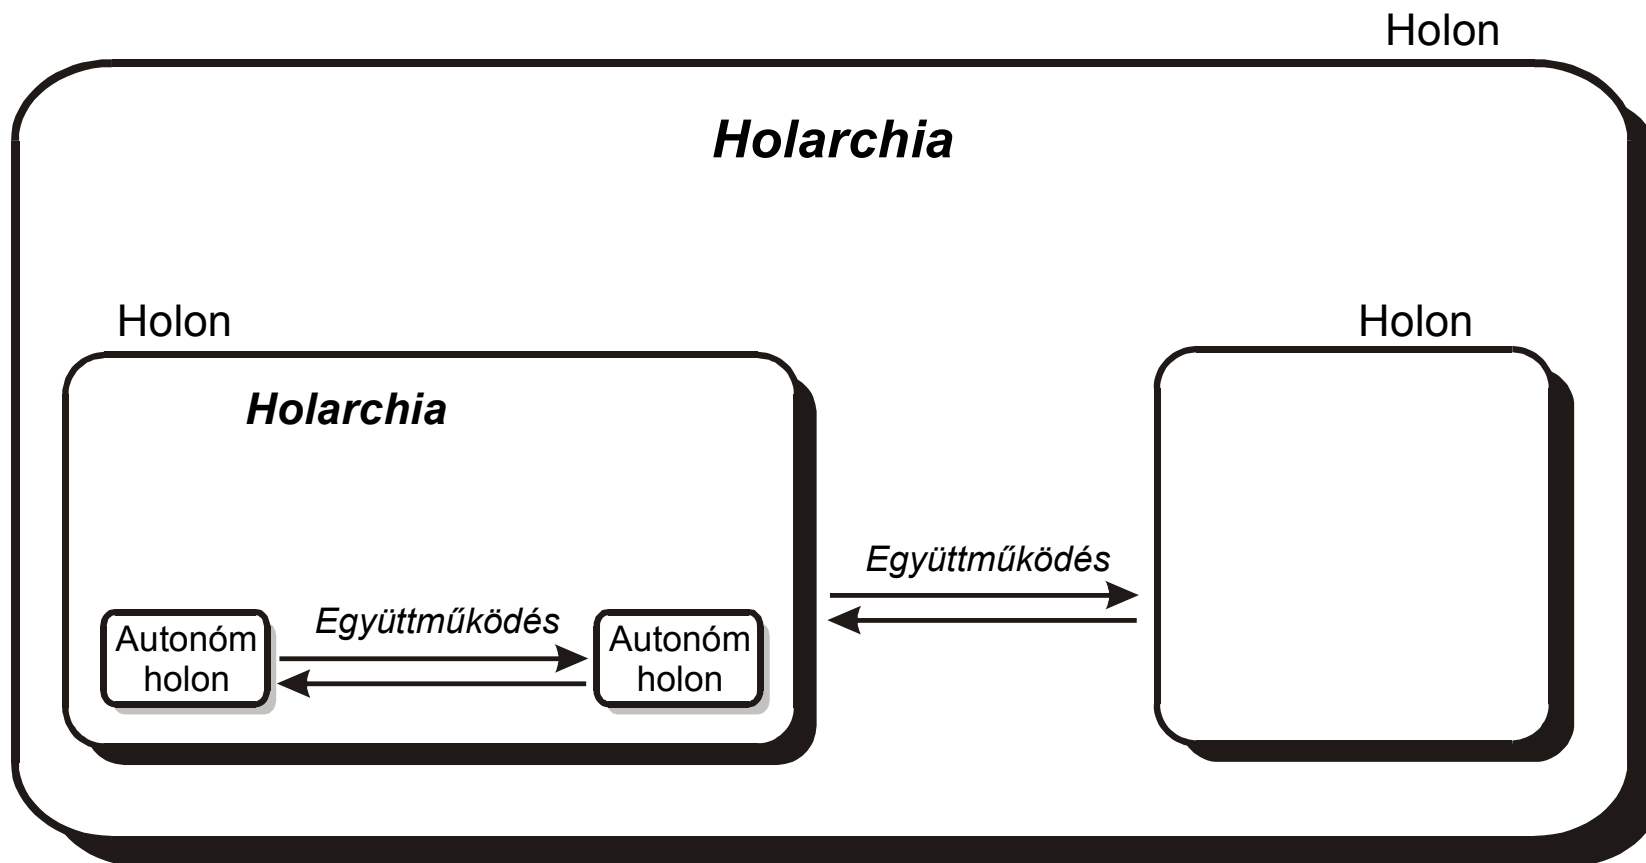 Holon
Holarchia
Holon
Holon
Holarchia
Együttműködés
Autonóm
holon
Együttműködés
Autonóm
holon